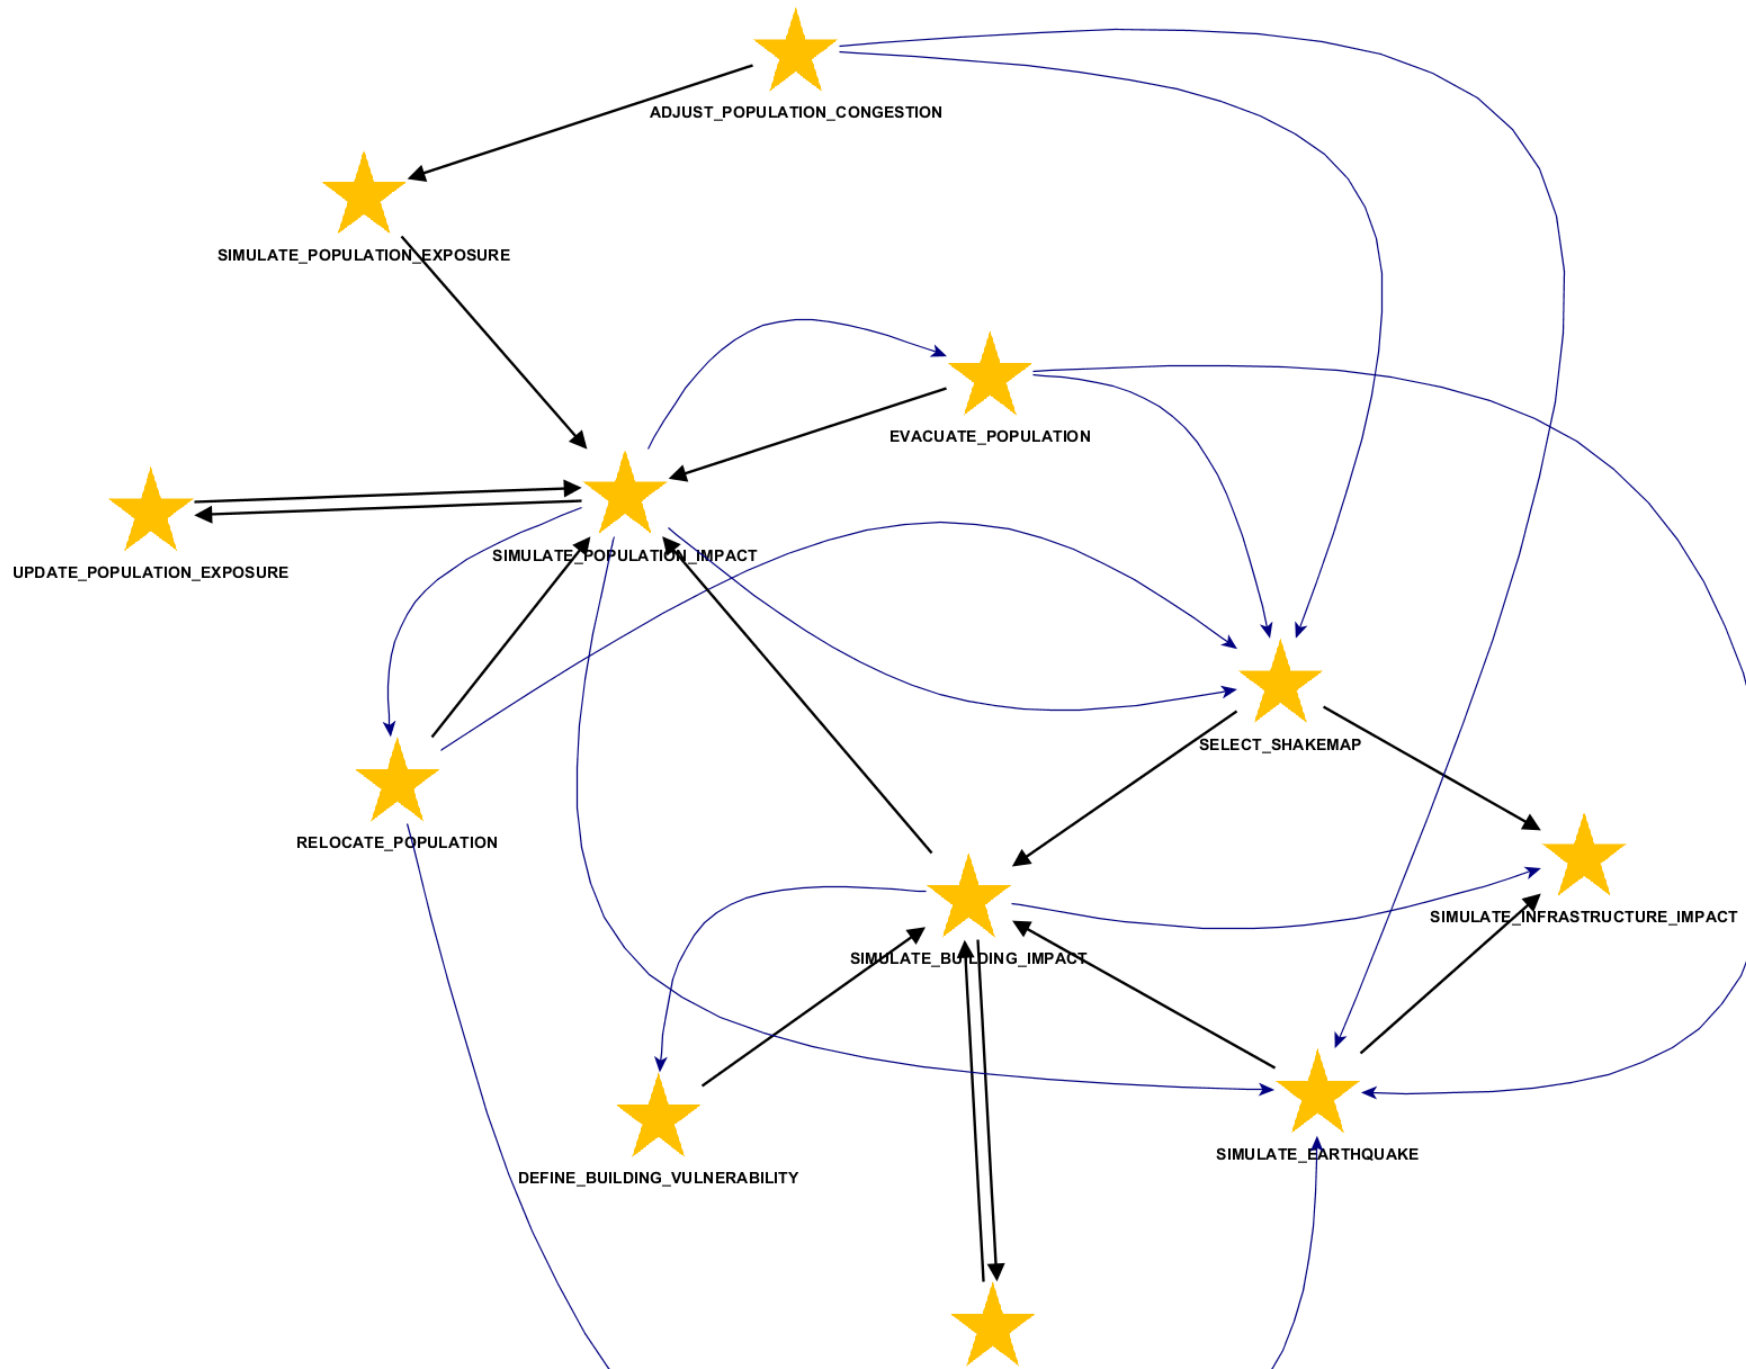 ADJUST_POPULATION_CONGESTION
SIMULATE_POPULATION_EXPOSURE
EVACUATE_POPULATION
SIMULATE_POPULATION_IMPACT
UPDATE_POPULATION_EXPOSURE
SELECT_SHAKEMAP
RELOCATE_POPULATION
SIMULATE_INFRASTRUCTURE_IMPACT
SIMULATE_BUILDING_IMPACT
SIMULATE_EARTHQUAKE
DEFINE_BUILDING_VULNERABILITY